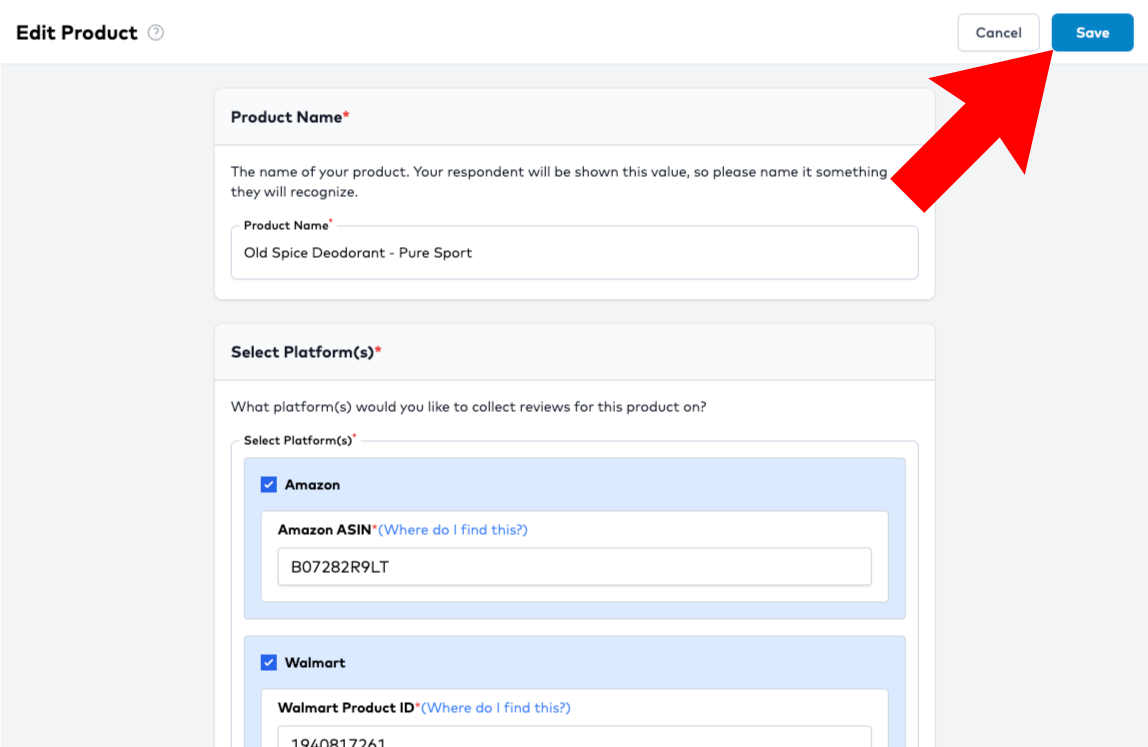 Edit Product ?
Cancel
Save
Product Name*
The name of your product. Your respondent will be shown this value, so please name it something
they will recognize.
Product Name*
Old Spice Deodorant - Pure Sport
Select Platform(s)*
What platform(s) would you like to collect reviews for this product on?
Select Platform(s)*
Amazon
Amazon ASIN*(Where do I find this?)
B07282R9LT
Walmart
Walmart Product ID*(Where do I find this?)
1940817261